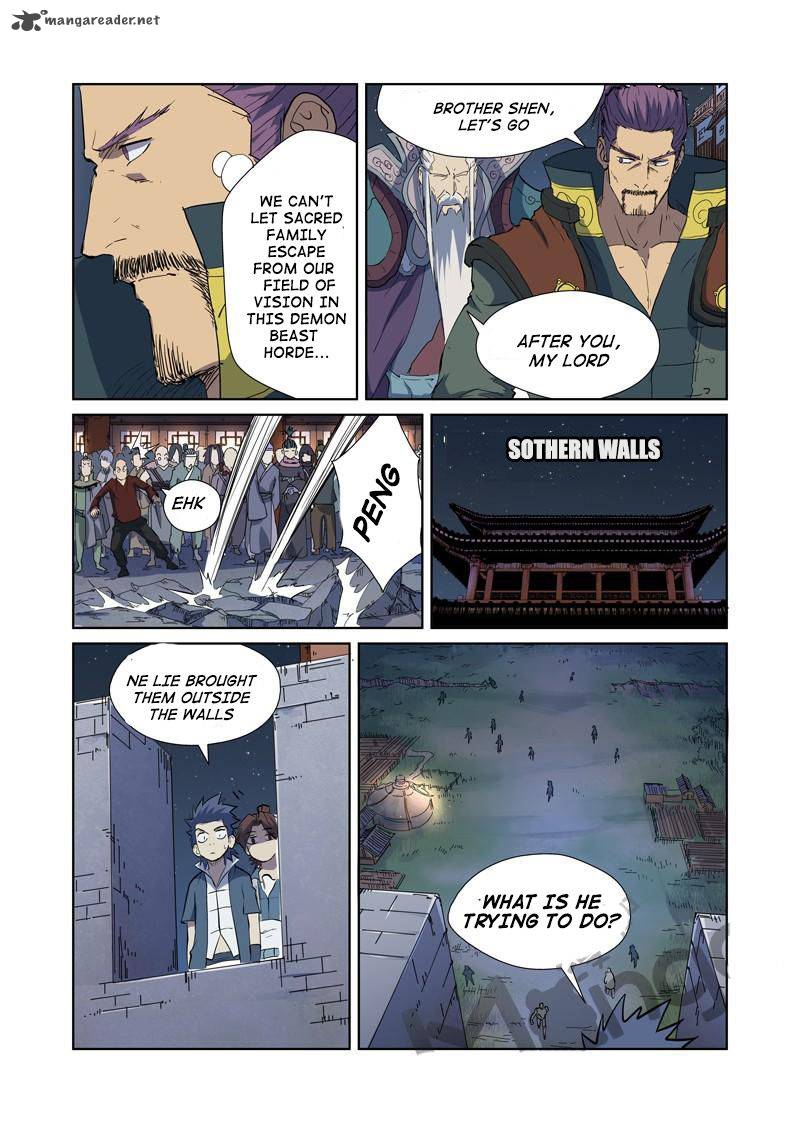 mangareader.net
WE CAN'T
LET SACRED
FAMILY
ESCAPE
FROM OUR
FIELD OF
VISION IN
THIS DEMON
BEAST
HORDE...
BROTHER SHEN,
LET'S GO
AFTER YOU,
MY LORD
EHK
PENG
SOTHERN WALLS
NE LIE BROUGHT
THEM OUTSIDE
THE WALLS
WHAT IS HE
TRYING TO DO?